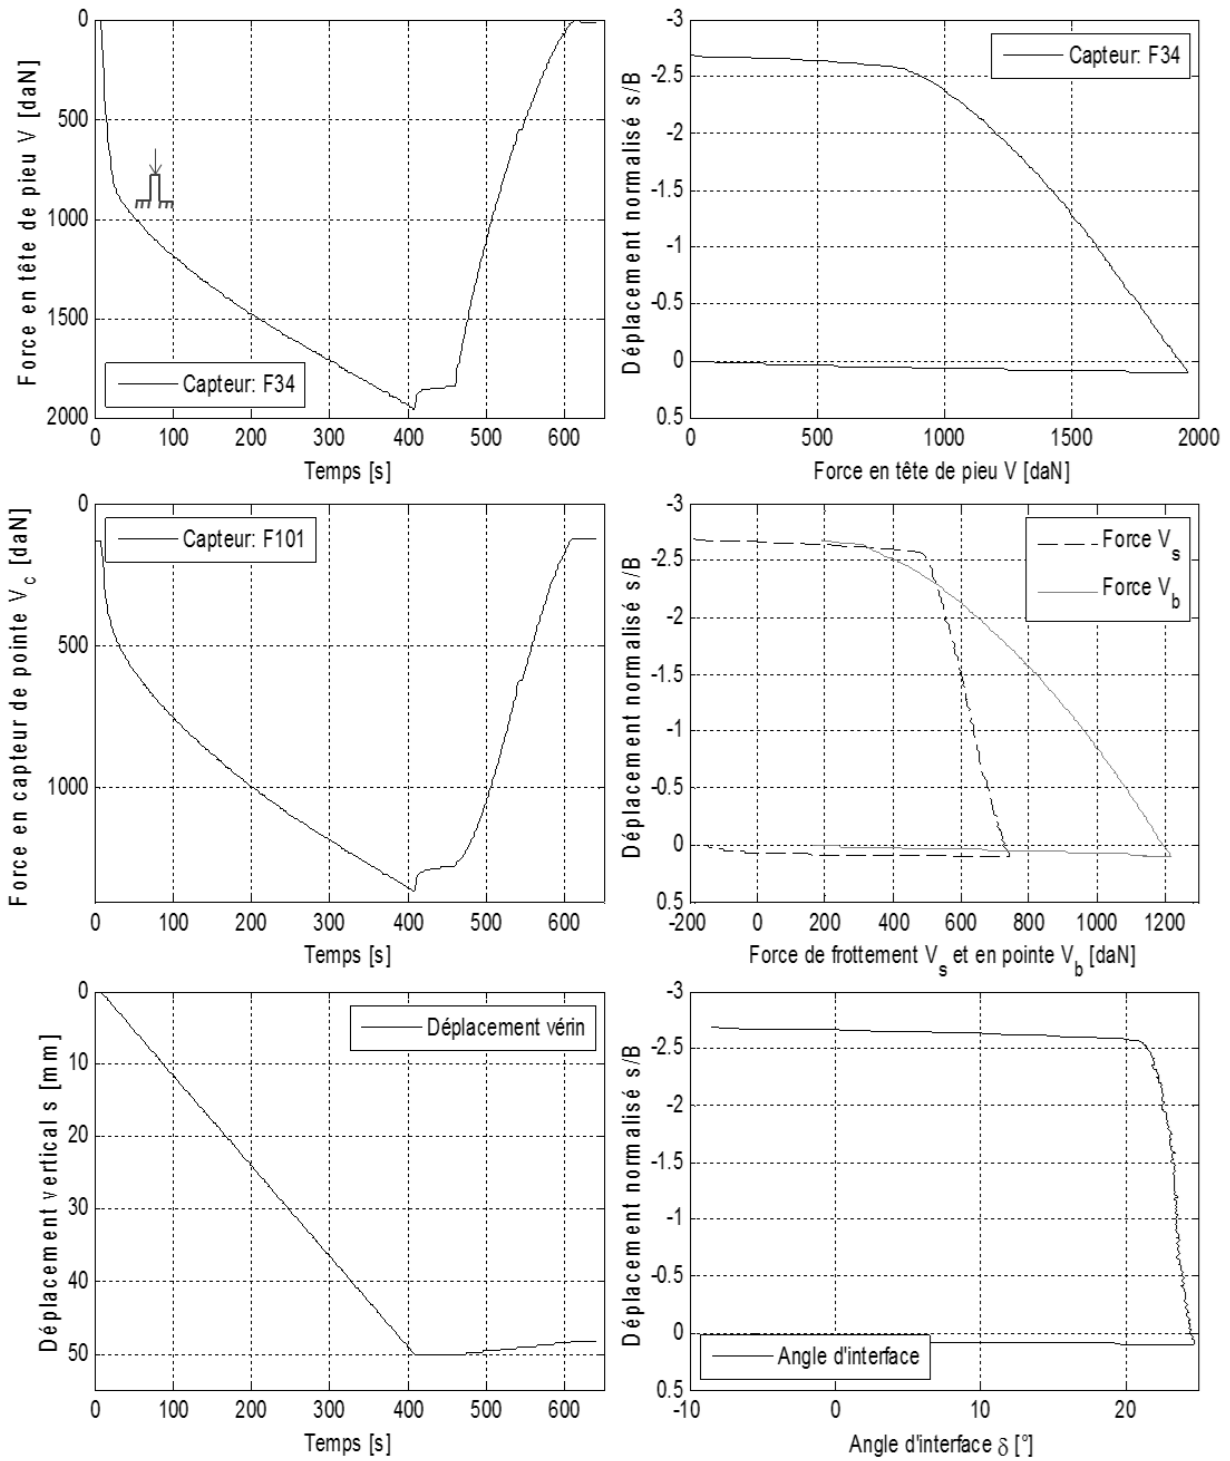 0
500
1000
1500
2000
0 100 200 300 400 500 600
Force en tête de pieu V [daN]
Temps [s]
Capteur: F34
-3
-2.5
-2
-1.5
-1
-0.5
0
0.5
0 500 1000 1500 2000
Déplacement normalisé s/B
Force en tête de pieu V [daN]
Capteur: F34
0
500
1000
0 100 200 300 400 500 600
Force en capteur de pointe Vc [daN]
Temps [s]
Capteur: F101
-3
-2.5
-2
-1.5
-1
-0.5
0
0.5
-200 0 200 400 600 800 1000 1200
Déplacement normalisé s/B
Force de frottement Vs et en pointe Vb [daN]
Force Vs
Force Vb
0
10
20
30
40
50
0 100 200 300 400 500 600
Déplacement vertical s [mm]
Temps [s]
Déplacement vérin
-3
-2.5
-2
-1.5
-1
-0.5
0
0.5
-10 0 10 20
Déplacement normalisé s/B
Angle d'interface δ [°]
Angle d'interface